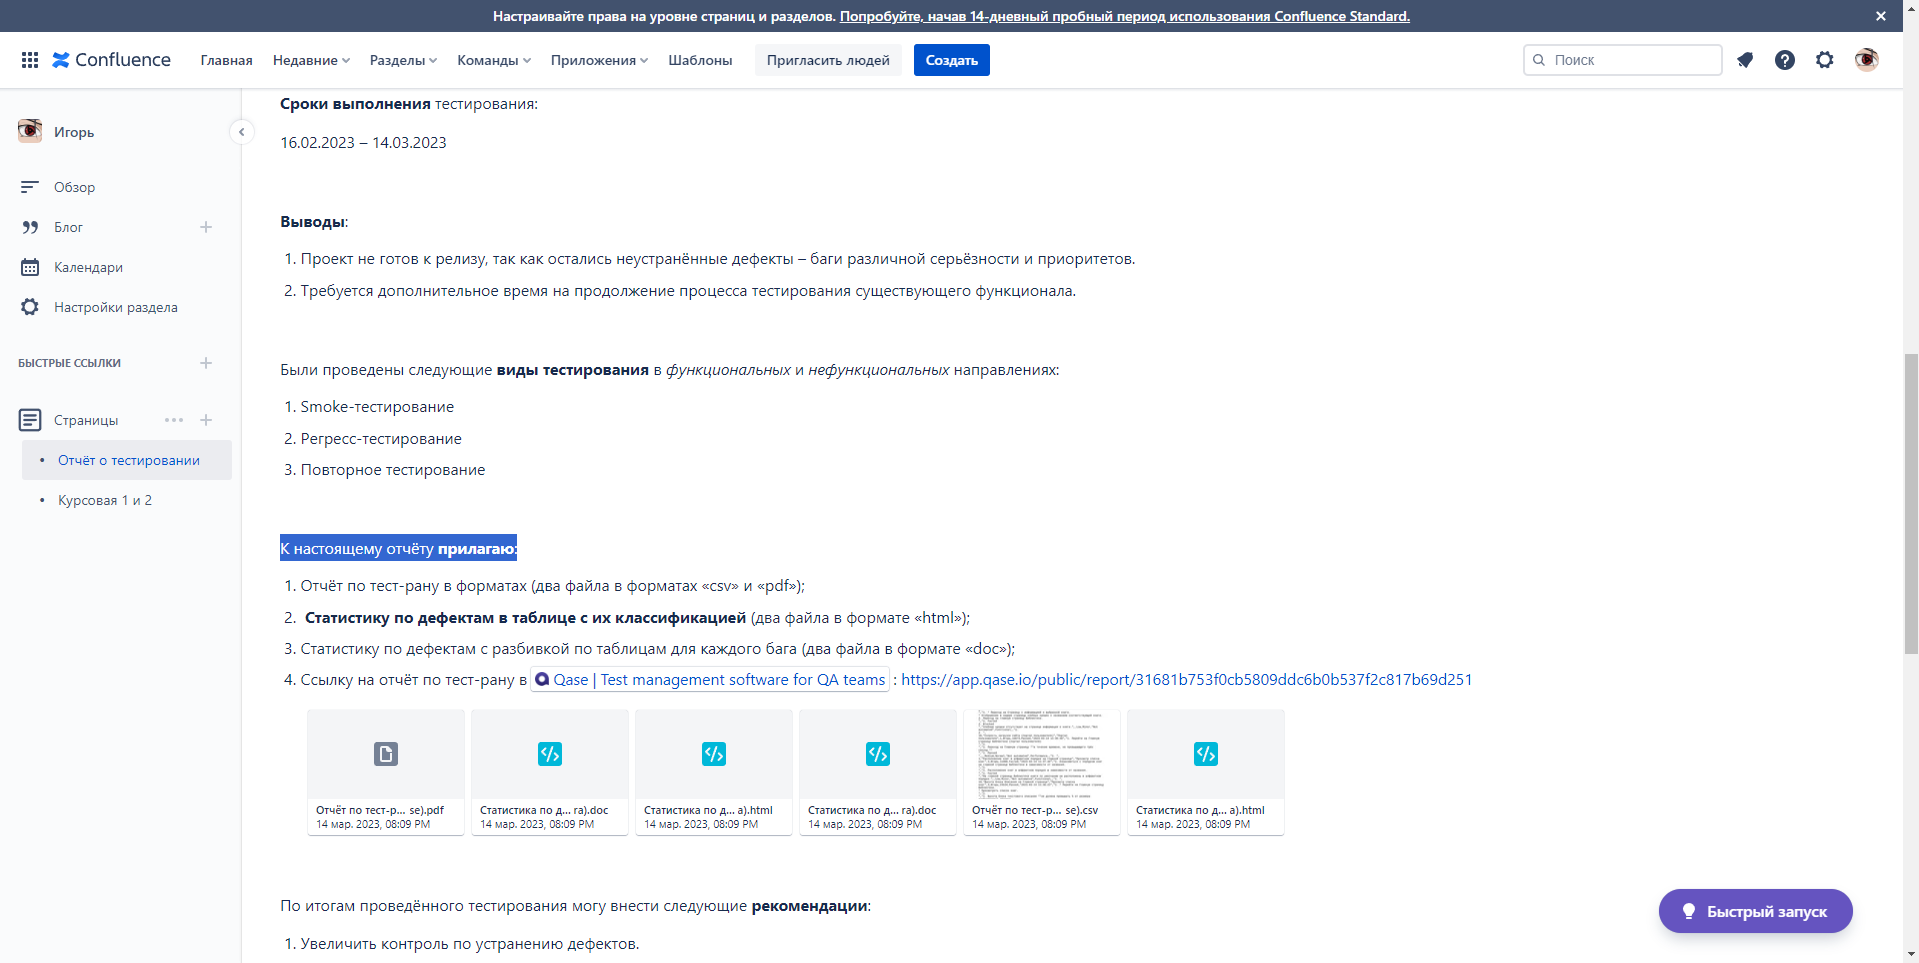 Настраивайте права на уровне страниц и разделов. Попробуйте, начав 14-дневный пробный период использования Confluence Standard.
Confluence
Главная
Недавние
Разделы
Команды
Приложения
Шаблоны
Пригласить людей
Создать
Поиск
Игорь
Обзор
Блог
Календари
Настройки раздела
БЫСТРЫЕ ССЫЛКИ
Страницы
• Отчёт о тестировании
• Курсовая 1 и 2
Сроки выполнения тестирования:
16.02.2023 – 14.03.2023
Выводы:
1. Проект не готов к релизу, так как остались неустранённые дефекты – баги различной серьёзности и приоритетов.
2. Требуется дополнительное время на продолжение процесса тестирования существующего функционала.
Были проведены следующие виды тестирования в функциональных и нефункциональных направлениях:
1. Smoke-тестирование
2. Регресс-тестирование
3. Повторное тестирование
К настоящему отчёту прилагаю:
1. Отчёт по тест-рану в форматах (два файла в форматах «csv» и «pdf»);
2. Статистику по дефектам в таблице с их классификацией (два файла в формате «html»);
3. Статистику по дефектам с разбивкой по таблицам для каждого бага (два файла в формате «doc»);
4. Ссылку на отчёт по тест-рану в Qase | Test management software for QA teams : https://app.qase.io/public/report/31681b753f0cb5809ddc6b0b537f2c817b69d251
Отчёт по тест-р... se).pdf
14 мар. 2023, 08:09 PM
Статистика по д... ra).doc
14 мар. 2023, 08:09 PM
Статистика по д... a).html
14 мар. 2023, 08:09 PM
Статистика по д... ra).doc
14 мар. 2023, 08:09 PM
Отчёт по тест-р... se).csv
14 мар. 2023, 08:09 PM
Статистика по д... a).html
14 мар. 2023, 08:09 PM
По итогам проведённого тестирования могу внести следующие рекомендации:
1. Увеличить контроль по устранению дефектов.
Быстрый запуск